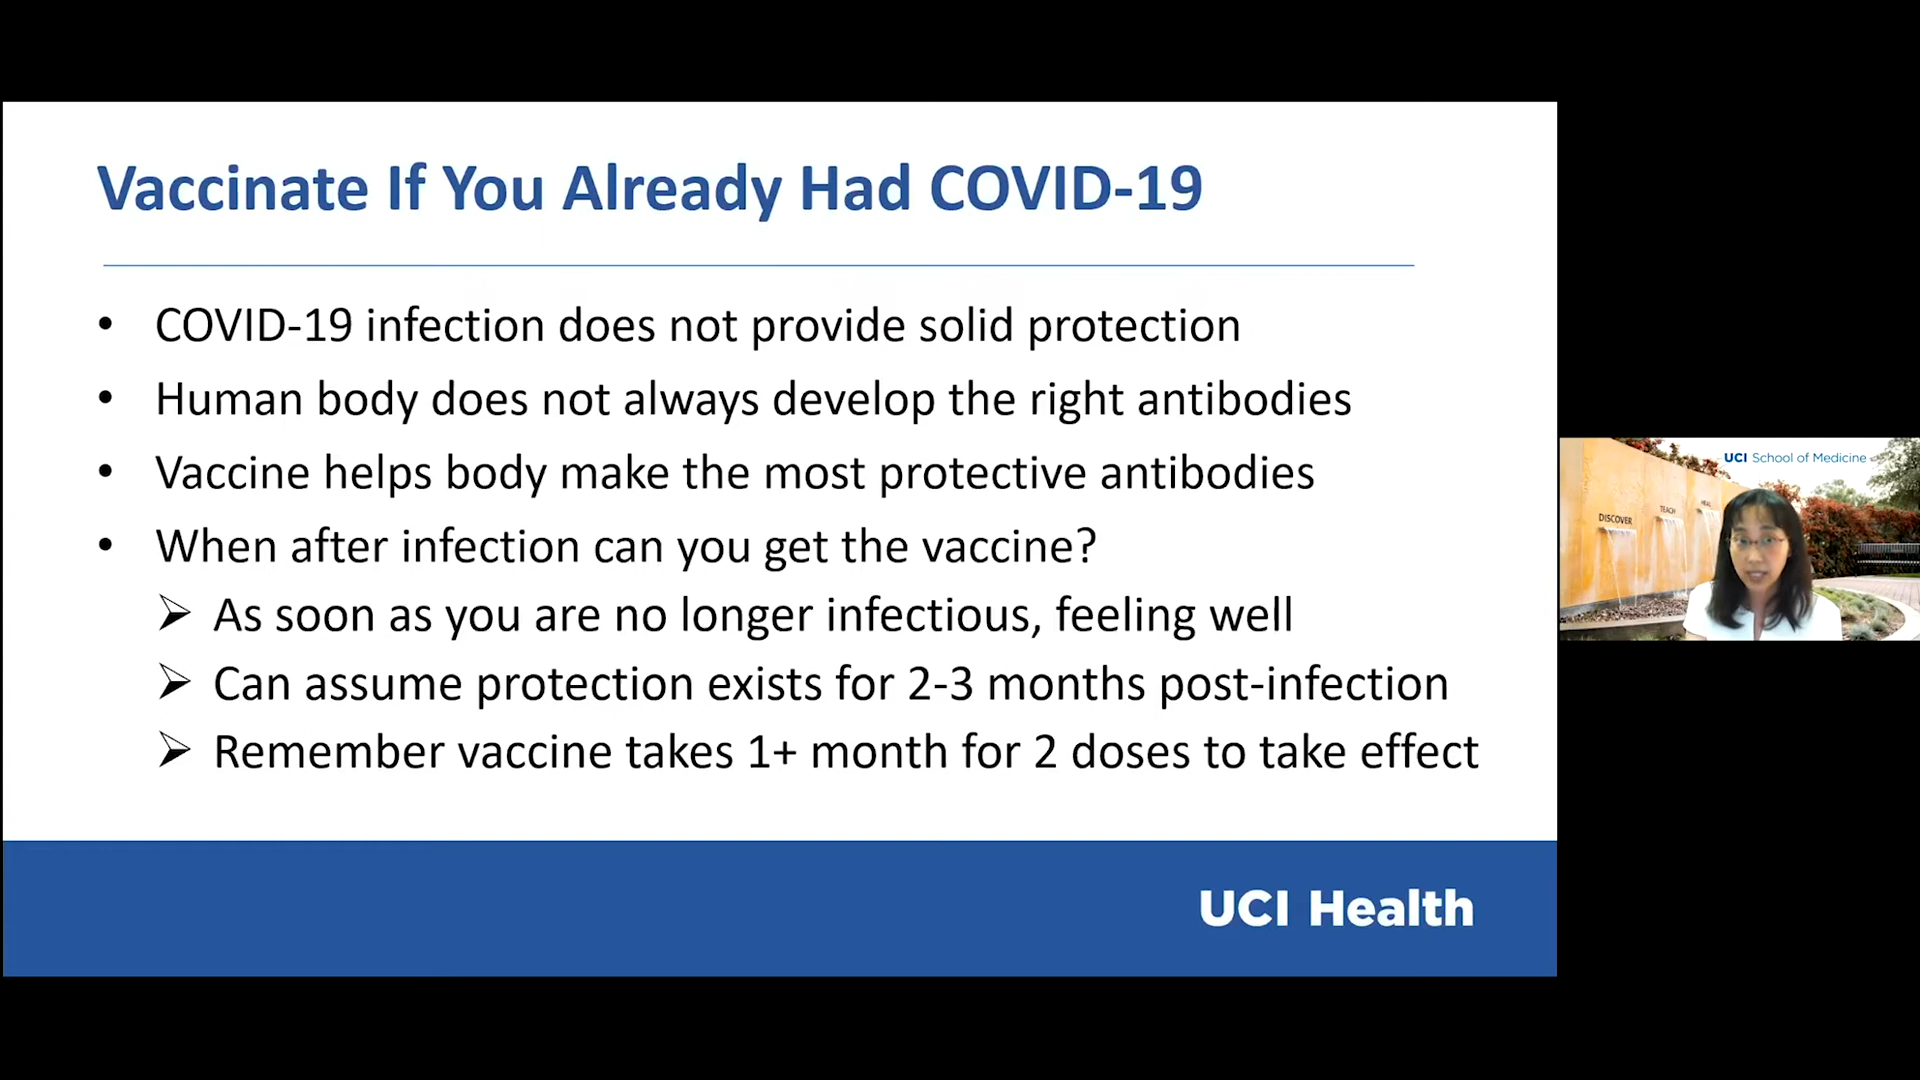 Vaccinate If You Already Had COVID-19
• COVID-19 infection does not provide solid protection
• Human body does not always develop the right antibodies
• Vaccine helps body make the most protective antibodies
• When after infection can you get the vaccine?
➢ As soon as you are no longer infectious, feeling well
➢ Can assume protection exists for 2-3 months post-infection
➢ Remember vaccine takes 1+ month for 2 doses to take effect
UCI Health
UCI School of Medicine
DISCOVER
TEACH
HEAL